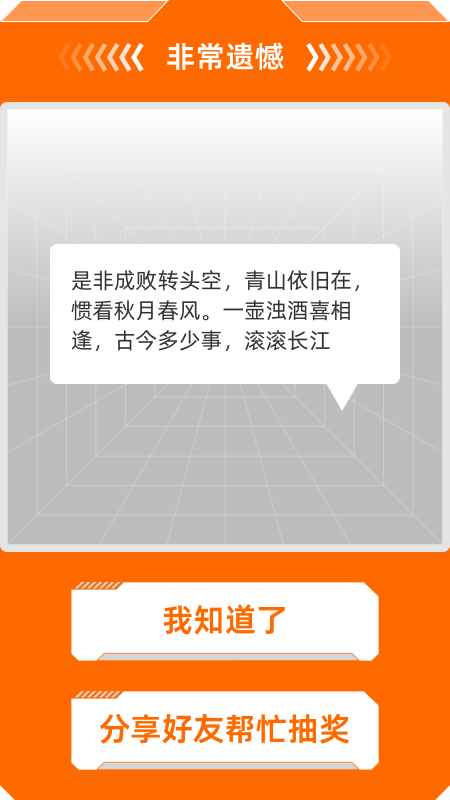 非常遗憾
是非成败转头空，青山依旧在，
惯看秋月春风。一壶浊酒喜相
逢，古今多少事，滚滚长江
我知道了
分享好友帮忙抽奖